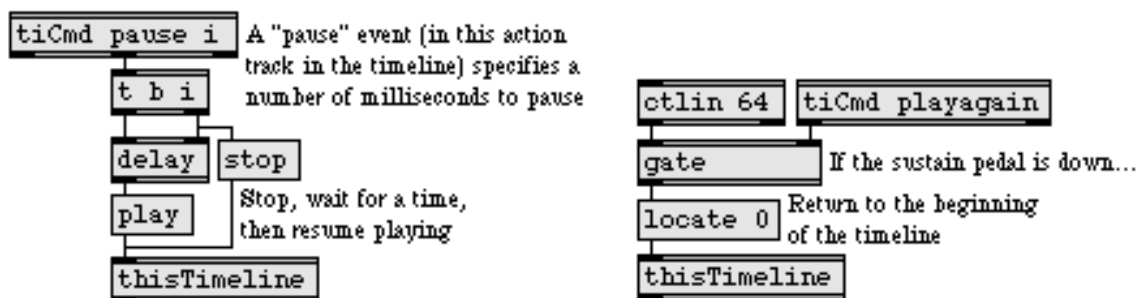 tiCmd pause i
A "pause" event (in this action
track in the timeline) specifies a
number of milliseconds to pause
t b i
delay
stop
Stop, wait for a time,
then resume playing
play
thisTimeline
ctlin 64
tiCmd playagain
gate
If the sustain pedal is down...
locate 0
Return to the beginning
of the timeline
thisTimeline